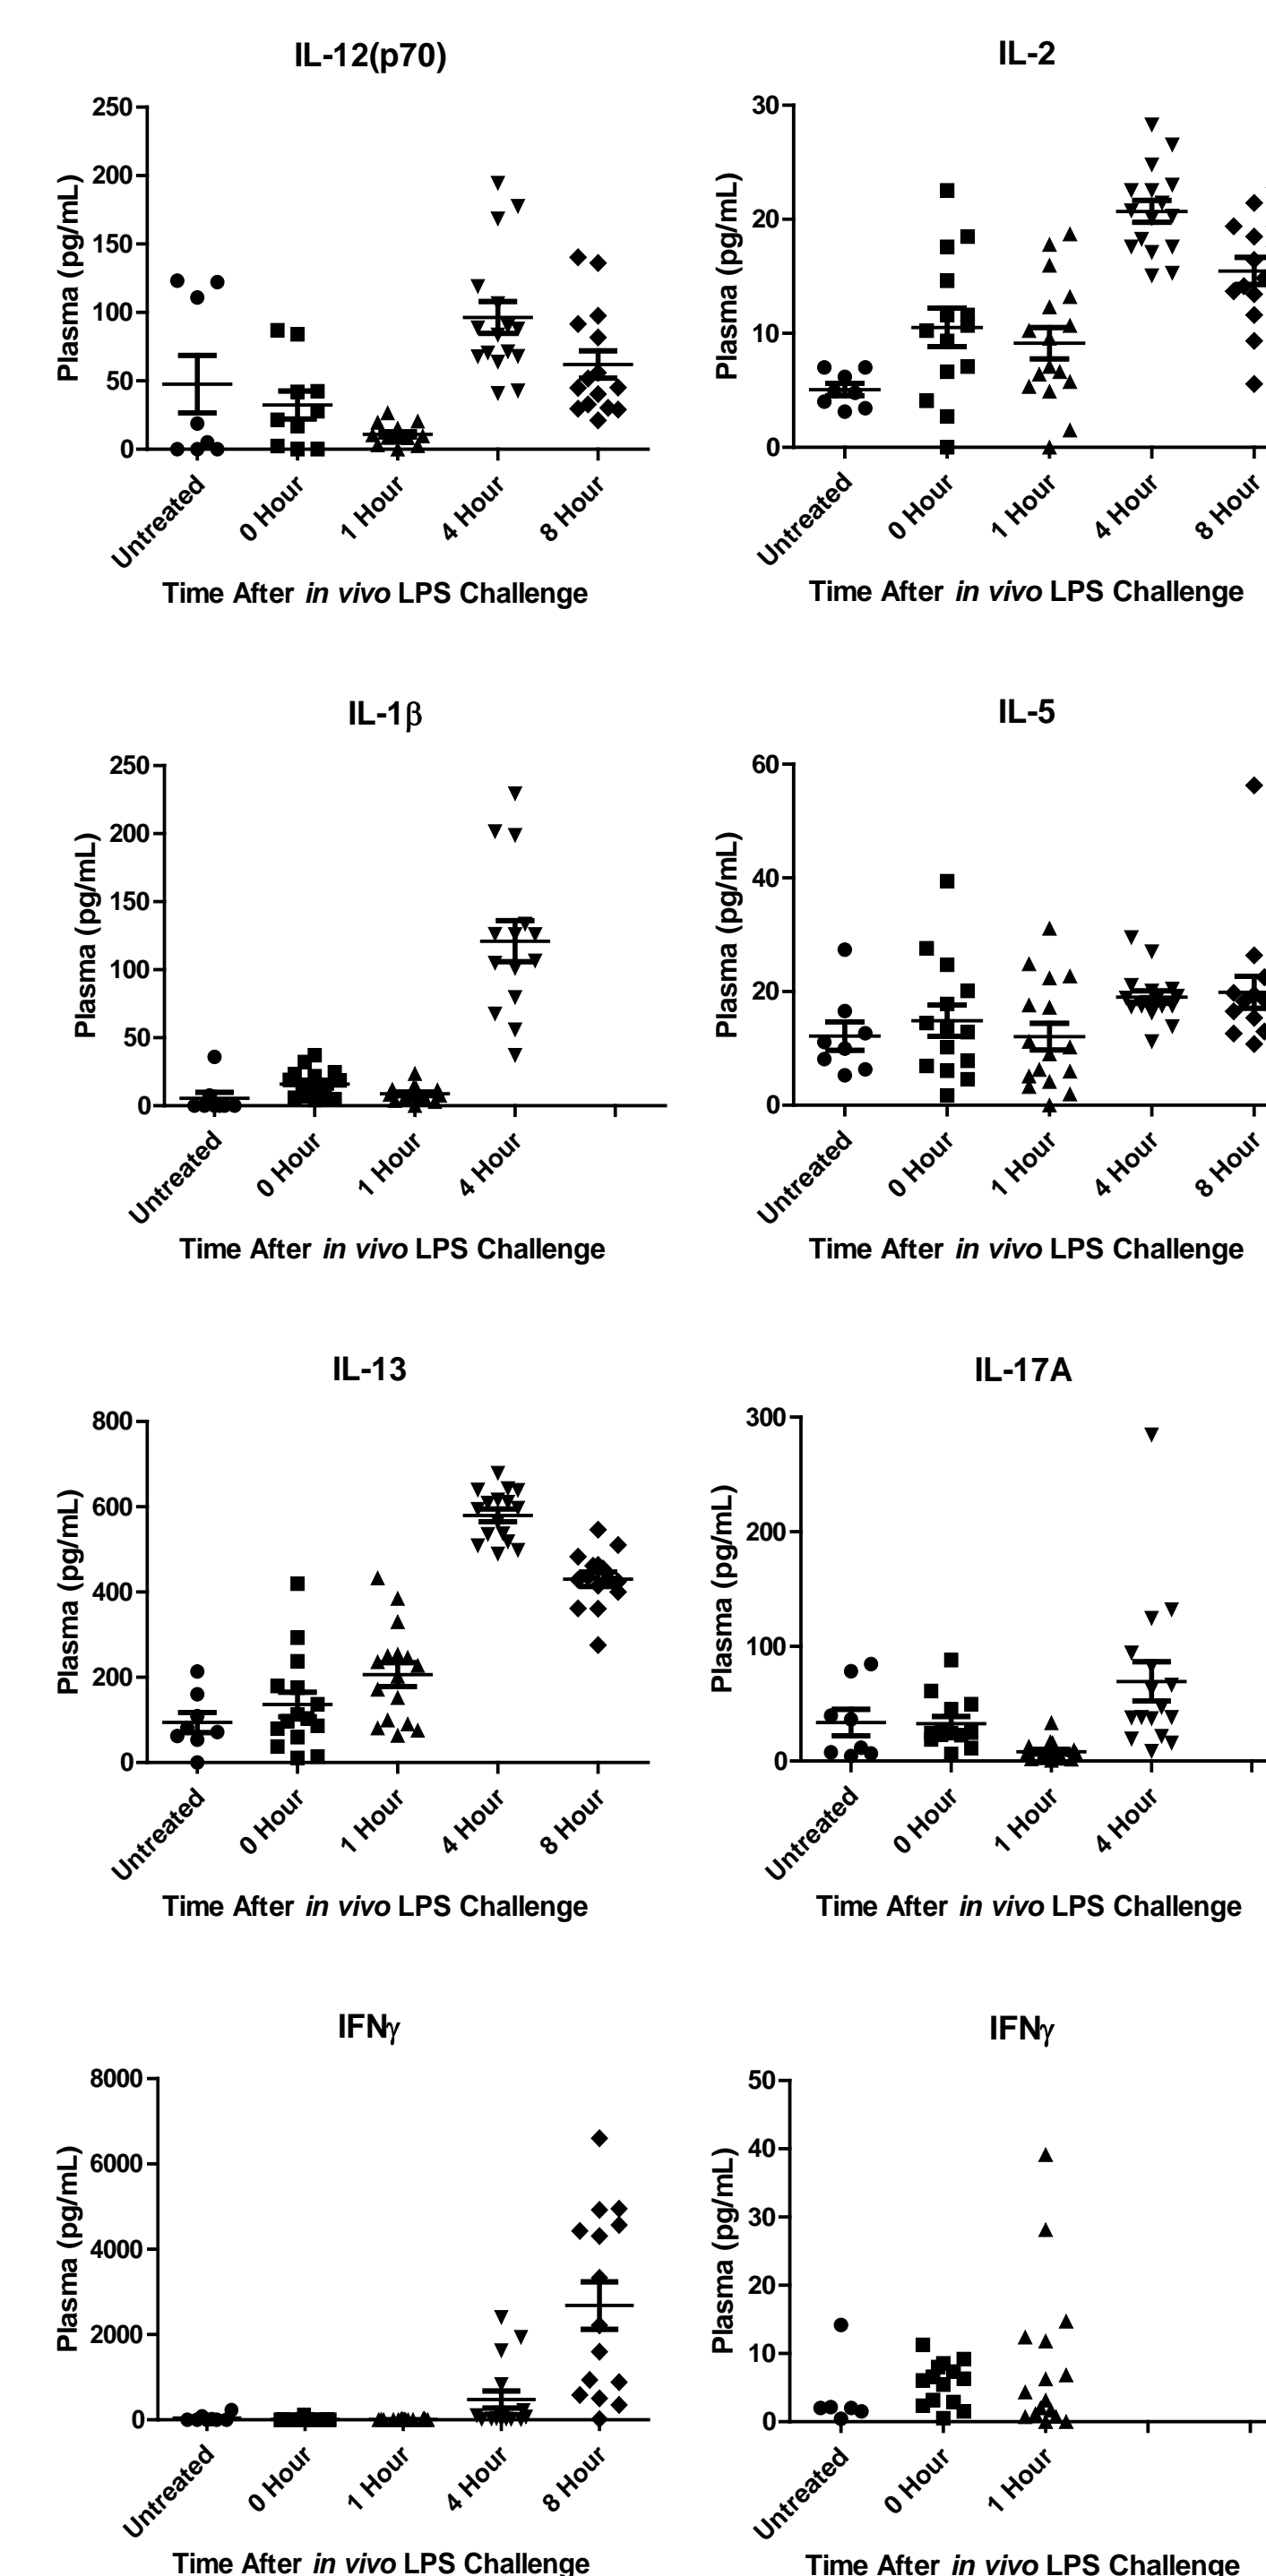 IL-12(p70)
250
200
150
100
50
0
Plasma (pg/mL)
Untreated
0 Hour
1 Hour
4 Hour
8 Hour
Time After in vivo LPS Challenge
IL-2
30
20
10
0
Plasma (pg/mL)
Untreated
0 Hour
1 Hour
4 Hour
8 Hour
Time After in vivo LPS Challenge
IL-1β
250
200
150
100
50
0
Plasma (pg/mL)
Untreated
0 Hour
1 Hour
4 Hour
Time After in vivo LPS Challenge
IL-5
60
40
20
0
Plasma (pg/mL)
Untreated
0 Hour
1 Hour
4 Hour
8 Hour
Time After in vivo LPS Challenge
IL-13
800
600
400
200
0
Plasma (pg/mL)
Untreated
0 Hour
1 Hour
4 Hour
8 Hour
Time After in vivo LPS Challenge
IL-17A
300
200
100
0
Plasma (pg/mL)
Untreated
0 Hour
1 Hour
4 Hour
Time After in vivo LPS Challenge
IFNγ
8000
6000
4000
2000
0
Plasma (pg/mL)
Untreated
0 Hour
1 Hour
4 Hour
8 Hour
Time After in vivo LPS Challenge
IFNγ
50
40
30
20
10
0
Plasma (pg/mL)
Untreated
0 Hour
1 Hour
Time After in vivo LPS Challenge